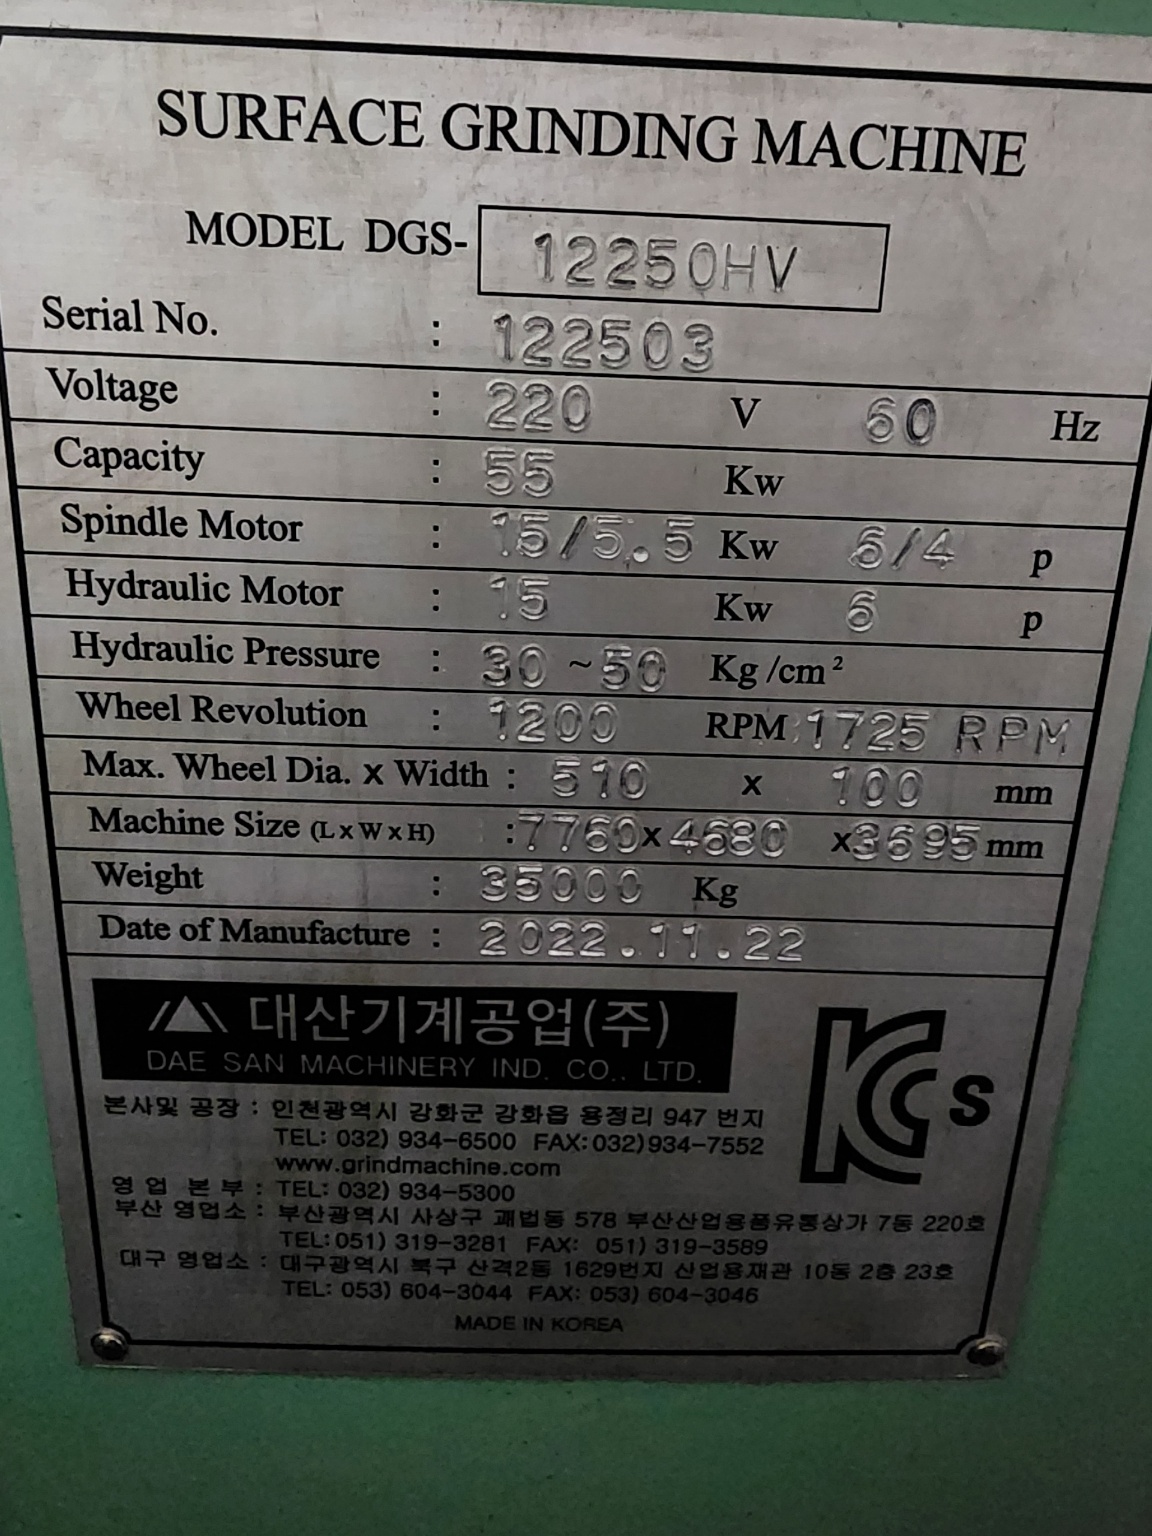 SURFACE GRINDING MACHINE
MODEL DGS- 12250HV
Serial No. : 122503
Voltage : 220 V 60 Hz
Capacity : 55 Kw
Spindle Motor : 15/5.5 Kw 6/4 p
Hydraulic Motor : 15 Kw 6 p
Hydraulic Pressure : 30 ~50 Kg/cm²
Wheel Revolution : 1200 RPM 1725 RPM
Max. Wheel Dia. x Width : 510 x 100 mm
Machine Size (L x W x H) : 7760 x 4680 x 3695 mm
Weight : 35000 Kg
Date of Manufacture : 2022.11.22
대산기계공업(주)
DAE SAN MACHINERY IND. CO., LTD.
KC s
본사및 공장 : 인천광역시 강화군 강화읍 용정리 947 번지
TEL: 032) 934-6500 FAX:032)934-7552
www.grindmachine.com
영 업 본 부 : TEL: 032) 934-5300
부산 영업소 : 부산광역시 사상구 괘법동 578 부산산업용품유통상가 7동 220호
TEL:051) 319-3281 FAX: 051) 319-3589
대구 영업소 : 대구광역시 북구 산격2동 1629번지 산업용재관 10동 2층 23호
TEL: 053) 604-3044 FAX: 053) 604-3046
MADE IN KOREA